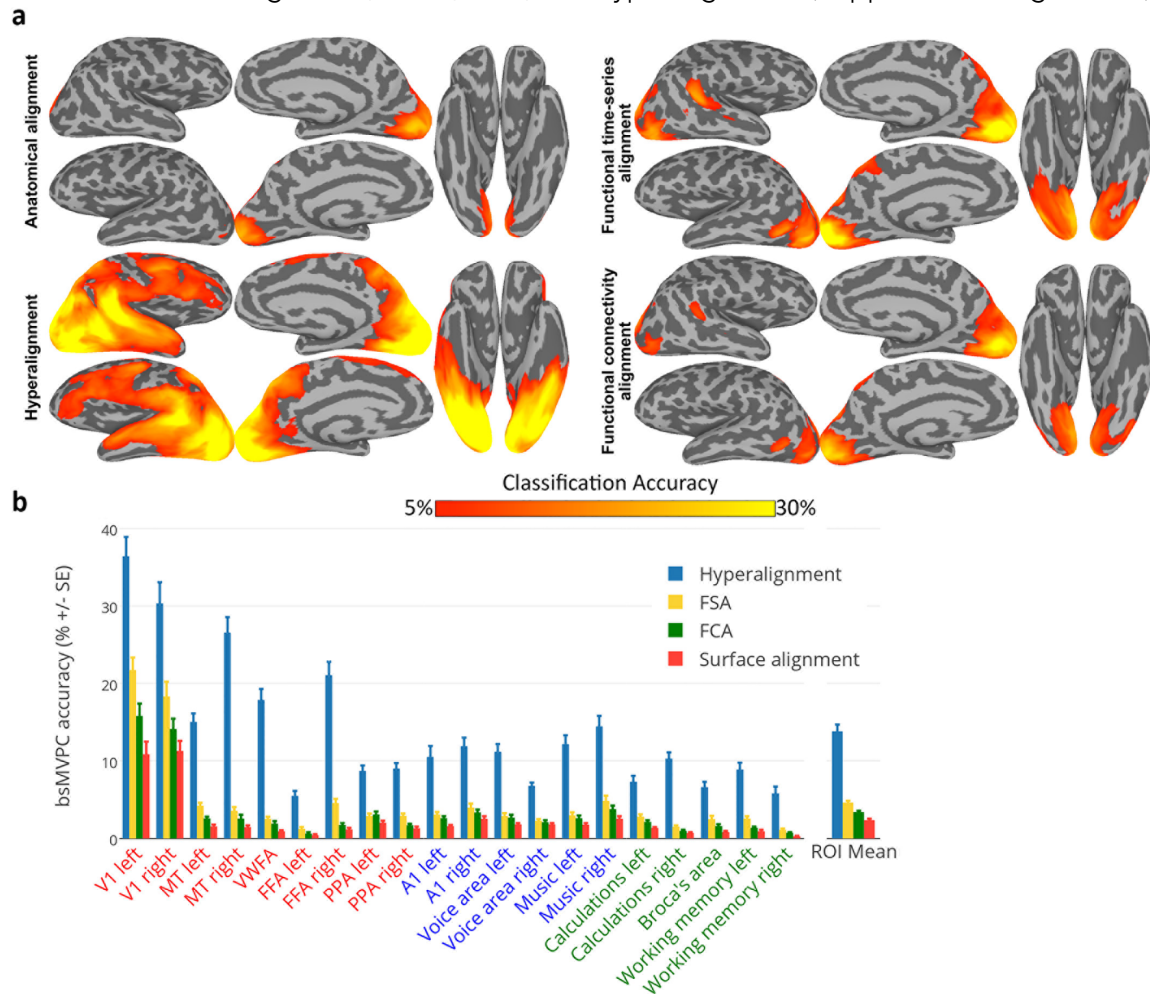 a
Anatomical alignment
Functional time-series
alignment
Hyperalignment
Functional connectivity
alignment
Classification Accuracy
5%
30%
b
bsMVPC accuracy (% +/- SE)
40
30
20
10
0
Hyperalignment
FSA
FCA
Surface alignment
V1 left
V1 right
MT left
MT right
VWFA
FFA left
FFA right
PPA left
PPA right
A1 left
A1 right
Voice area left
Voice area right
Music left
Music right
Calculations left
Calculations right
Broca's area
Working memory left
Working memory right
ROI Mean